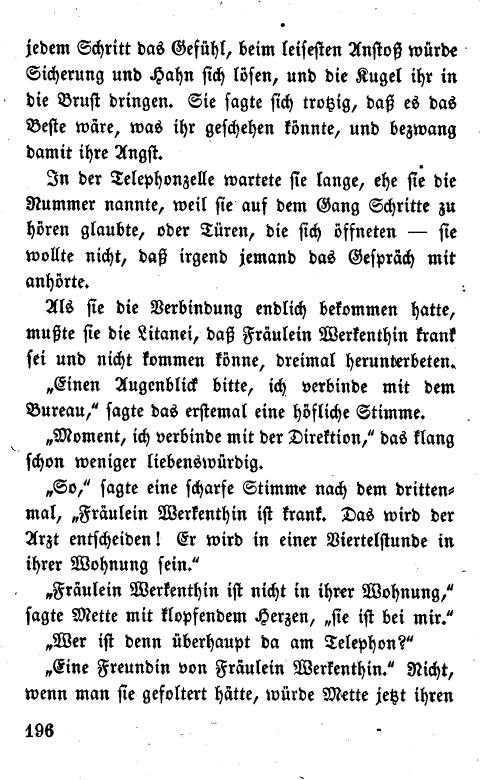 jedem Schritt das Gefühl, beim leisesten Anstoß würde
Sicherung und Hahn sich lösen, und die Kugel ihr in
die Brust dringen. Sie sagte sich trotzig, daß es das
Beste wäre, was ihr geschehen könnte, und bezwang
damit ihre Angst.
In der Telephonzelle wartete sie lange, ehe sie die
Nummer nannte, weil sie auf dem Gang Schritte zu
hören glaubte, oder Türen, die sich öffneten — sie
wollte nicht, daß irgend jemand das Gespräch mit
anhörte.
Als sie die Verbindung endlich bekommen hatte,
mußte sie die Litanei, daß Fräulein Werkenthin krank
sei und nicht kommen könne, dreimal herunterbeten.
„Einen Augenblick bitte, ich verbinde mit dem
Bureau,“ sagte das erstemal eine höfliche Stimme.
„Moment, ich verbinde mit der Direktion,“ das klang
schon weniger liebenswürdig.
„So,“ sagte eine scharfe Stimme nach dem dritten-
mal, „Fräulein Werkenthin ist krank. Das wird der
Arzt entscheiden! Er wird in einer Viertelstunde in
ihrer Wohnung sein.“
„Fräulein Werkenthin ist nicht in ihrer Wohnung,“
sagte Mette mit klopfendem Herzen, „sie ist bei mir.“
„Wer ist denn überhaupt da am Telephon?“
„Eine Freundin von Fräulein Werkenthin.“ Nicht,
wenn man sie gefoltert hätte, würde Mette jetzt ihren
196